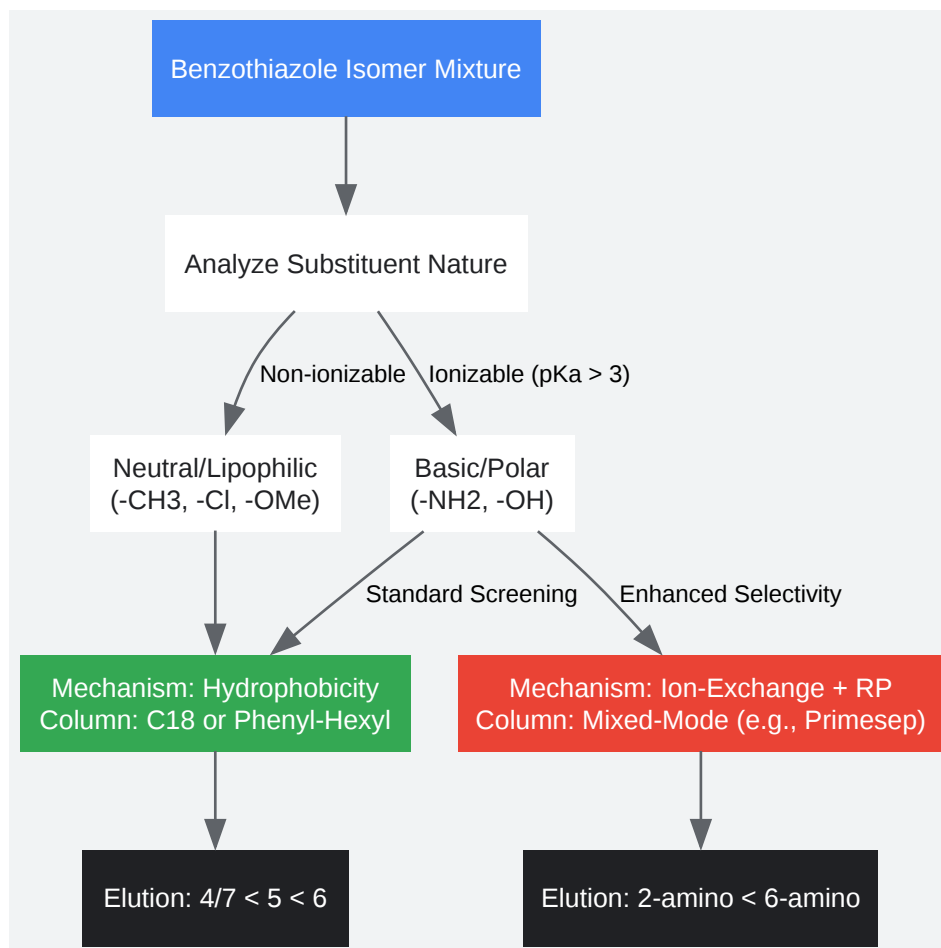 Benzothiazole Isomer Mixture
Analyze Substituent Nature
Non-ionizable
Ionizable (pKa > 3)
Neutral/Lipophilic
(-CH3, -Cl, -OMe)
Basic/Polar
(-NH2, -OH)
Standard Screening
Enhanced Selectivity
Mechanism: Hydrophobicity
Column: C18 or Phenyl-Hexyl
Mechanism: Ion-Exchange + RP
Column: Mixed-Mode (e.g., Primesep)
Elution: 4/7 < 5 < 6
Elution: 2-amino < 6-amino